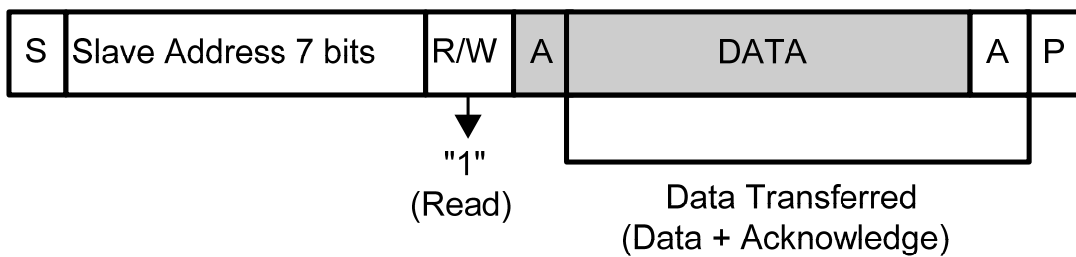 S Slave Address 7 bits R/W A DATA A P
"1"
(Read)
Data Transferred
(Data + Acknowledge)